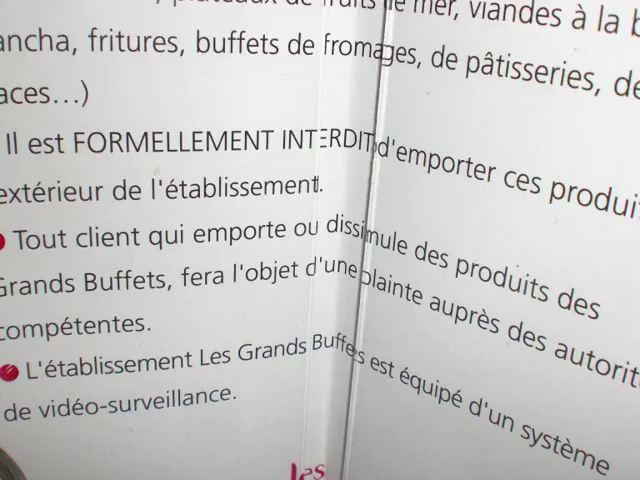 plateaux de fruits de mer, viandes à la
ancha, fritures, buffets de fromages, de pâtisseries, de
aces...)
Il est FORMELLEMENT INTERDIT d'emporter ces produi
extérieur de l'établissement.
Tout client qui emporte ou dissimule des produits des
Grands Buffets, fera l'objet d'une plainte auprès des autorit
compétentes.
L'établissement Les Grands Buffets est équipé d'un système
de vidéo-surveillance.
les